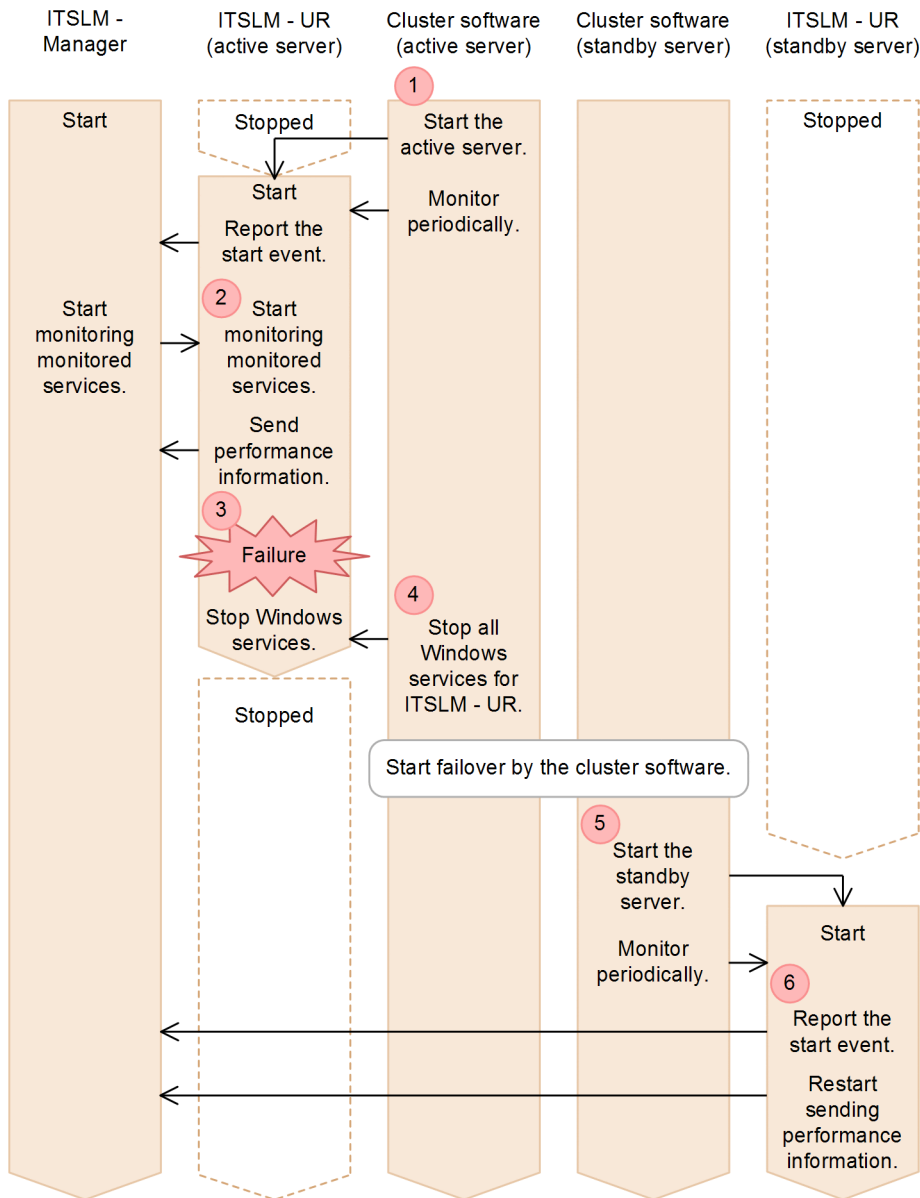 ITSLM - Manager
ITSLM - UR
(active server)
Cluster software
(active server)
Cluster software
(standby server)
ITSLM - UR
(standby server)
1
Start
Stopped
Start the
active server.
Stopped
Start
Monitor
periodically.
Report the
start event.
2
Start
monitoring
monitored
services.
Start
monitoring
monitored
services.
Send
performance
information.
3
Failure
4
Stop Windows
services.
Stop all
Windows
services for
ITSLM - UR.
Stopped
Start failover by the cluster software.
5
Start the
standby
server.
Start
Monitor
periodically.
6
Report the
start event.
Restart
sending
performance
information.